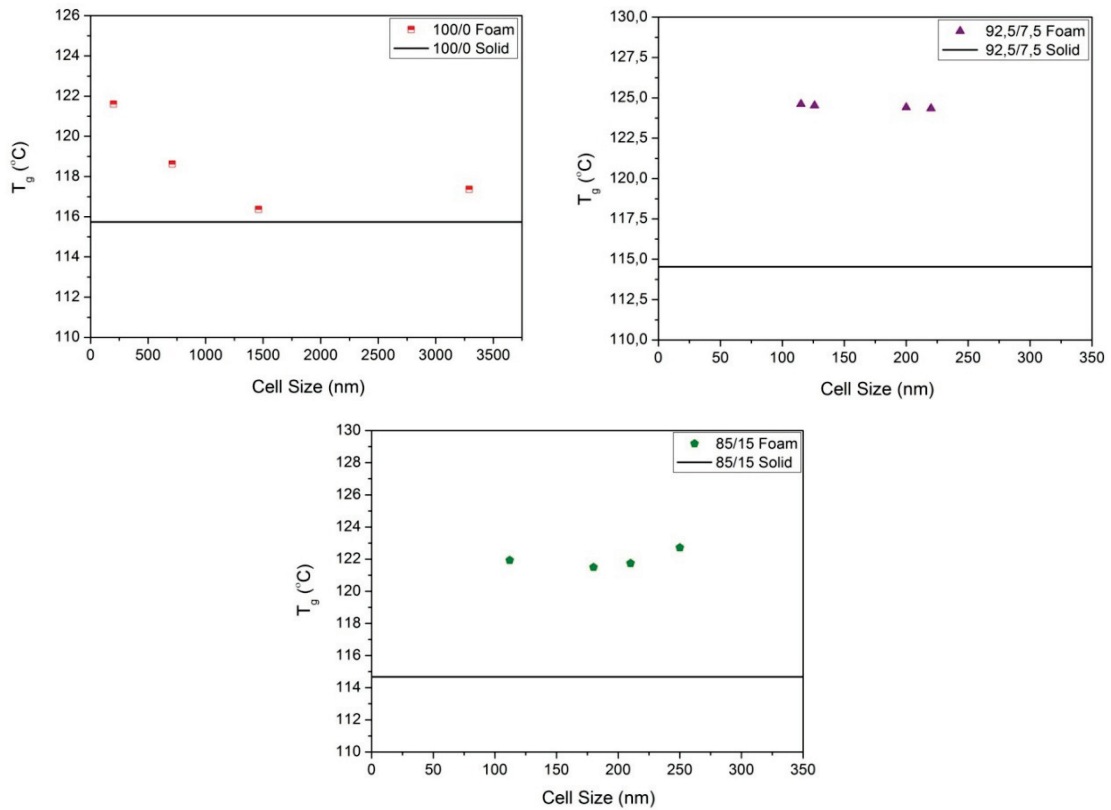 126
124
122
120
118
116
114
112
110
T_g (°C)
100/0 Foam
100/0 Solid
0 500 1000 1500 2000 2500 3000 3500
Cell Size (nm)
130,0
127,5
125,0
122,5
120,0
117,5
115,0
112,5
110,0
T_g (°C)
92,5/7,5 Foam
92,5/7,5 Solid
0 50 100 150 200 250 300 350
Cell Size (nm)
130
128
126
124
122
120
118
116
114
112
110
T_g (°C)
85/15 Foam
85/15 Solid
0 50 100 150 200 250 300 350
Cell Size (nm)